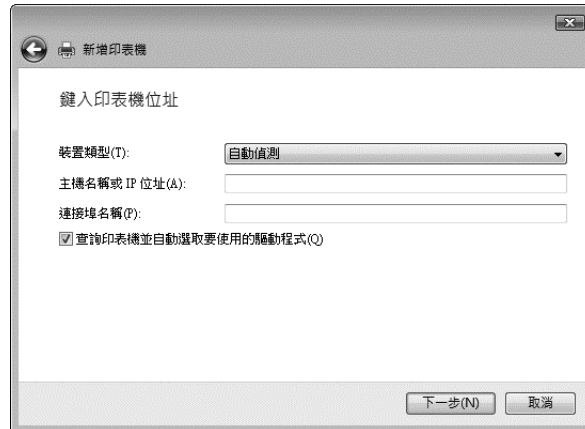 新增印表機
鍵入印表機位址
裝置類型(T):
自動偵測
主機名稱或 IP 位址(A):
連接埠名稱(P):
查詢印表機並自動選取要使用的驅動程式(Q)
下一步(N)
取消